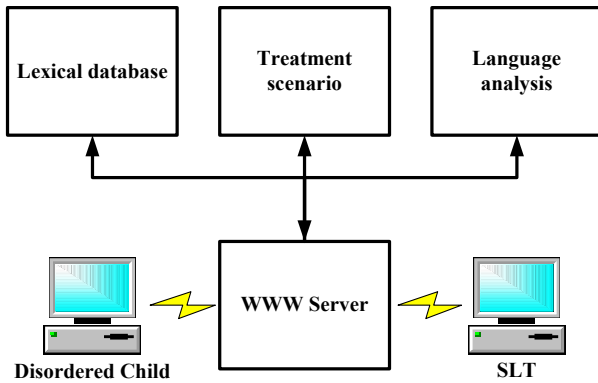 Lexical database
Treatment
scenario
Language
analysis
WWW Server
Disordered Child
SLT